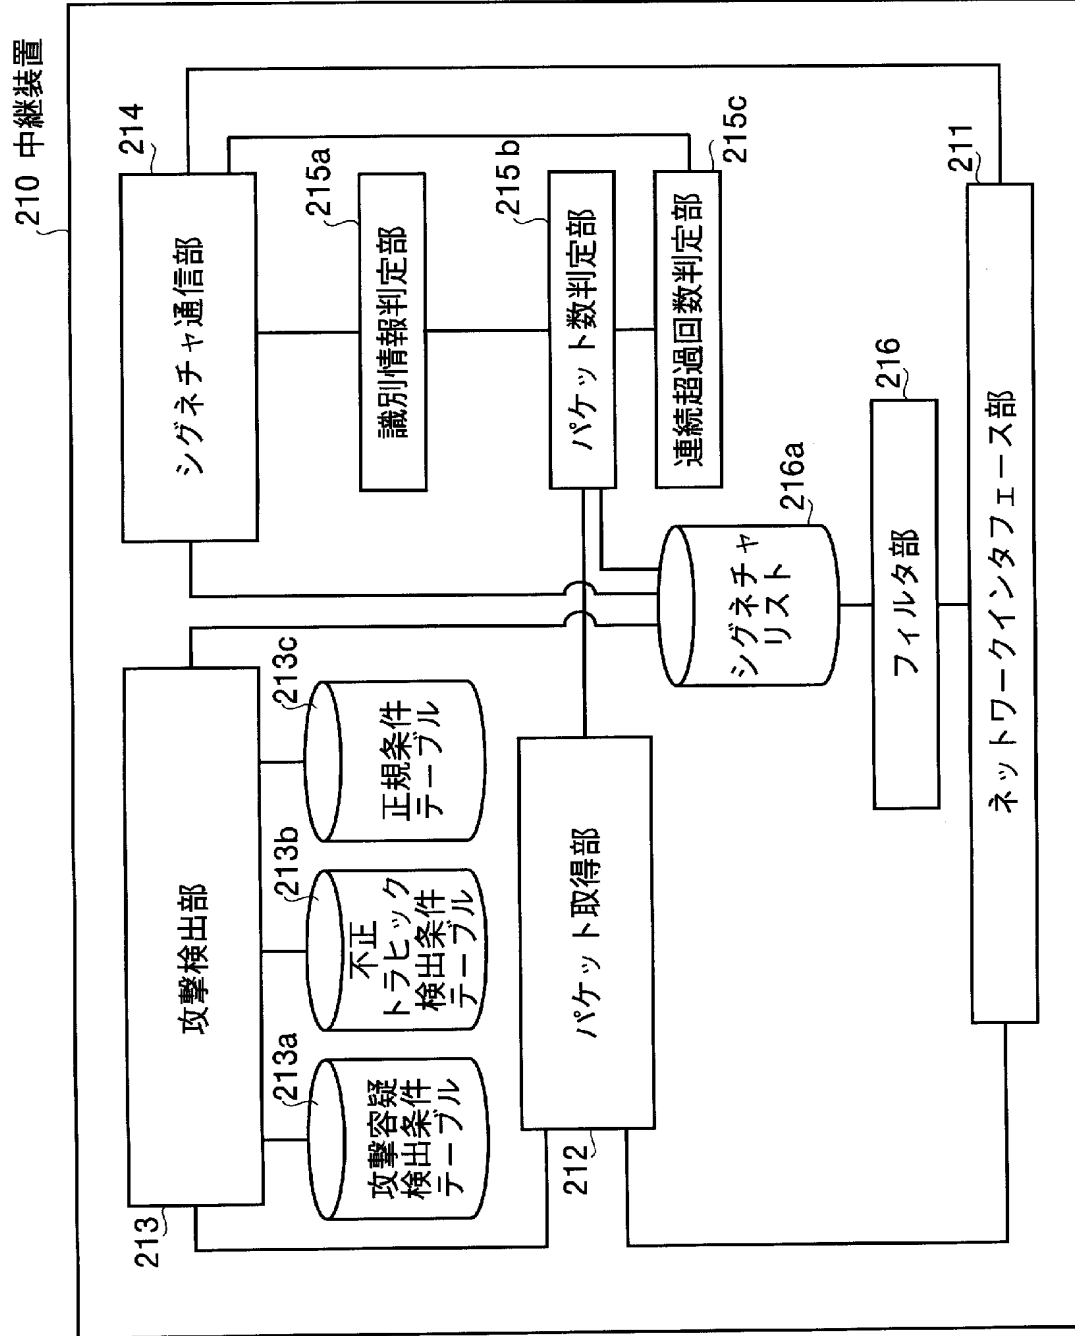 210 中継装置
213
攻撃検出部
213a
攻撃容疑
検出条件
テーブル
213b
不正
トラヒック
検出条件
テーブル
213c
正規条件
テーブル
214
シグネチャ通信部
215a
識別情報判定部
215b
パケット数判定部
215c
連続超過回数判定部
212
パケット取得部
216a
シグネチャ
リスト
216
フィルタ部
211
ネットワークインタフェース部